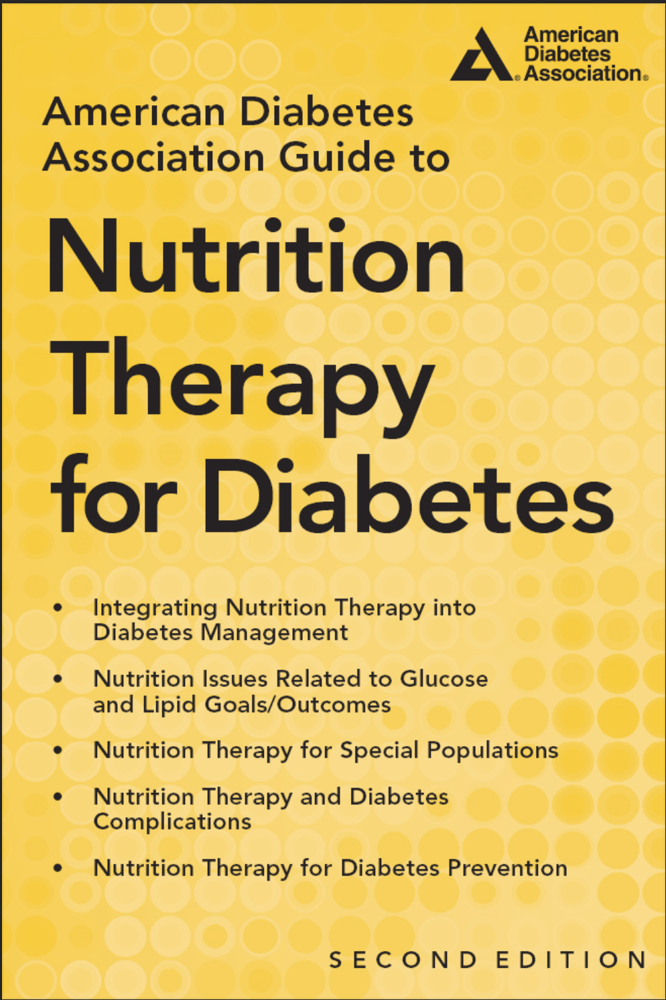 American
Diabetes
® Association®
American Diabetes
Association Guide to
Nutrition
Therapy
for Diabetes
• Integrating Nutrition Therapy into
Diabetes Management
• Nutrition Issues Related to Glucose
and Lipid Goals/Outcomes
• Nutrition Therapy for Special Populations
• Nutrition Therapy and Diabetes
Complications
• Nutrition Therapy for Diabetes Prevention
SECOND EDITION